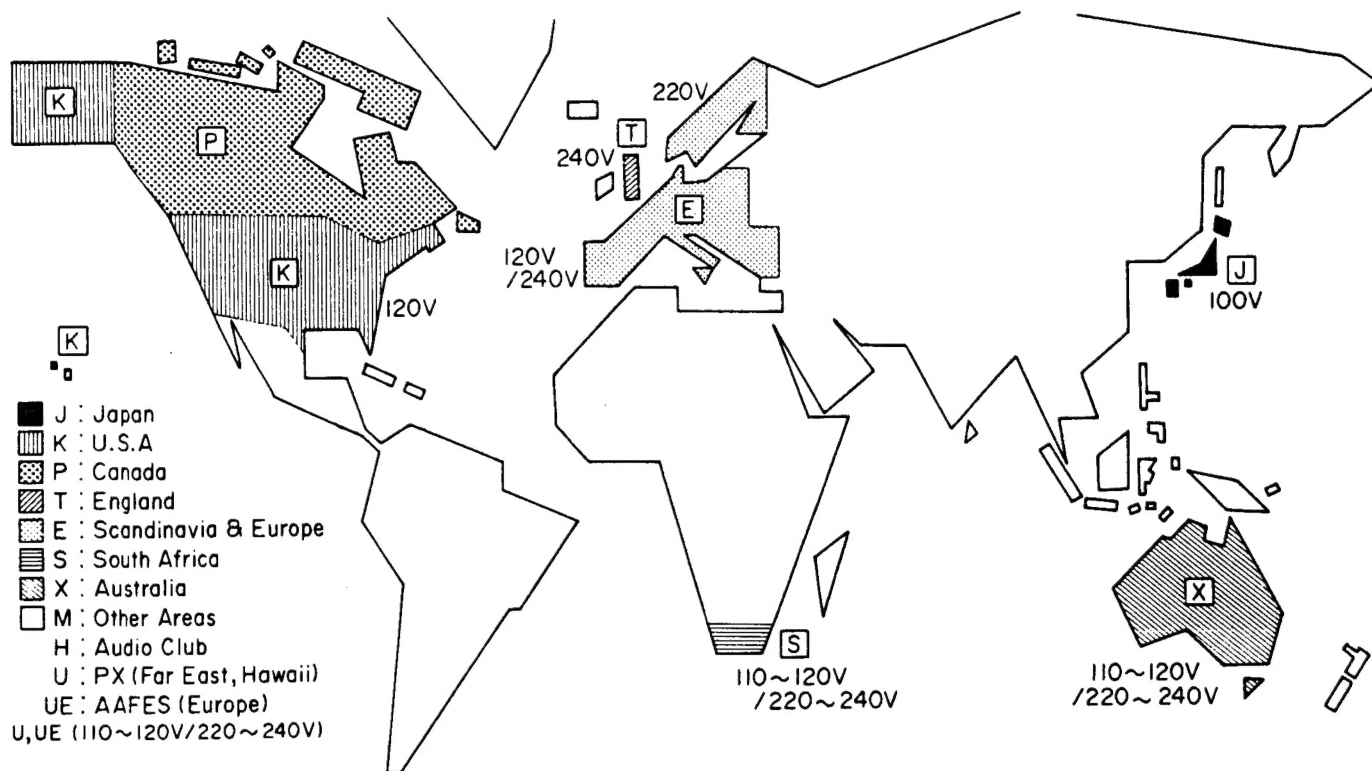 K
P
T
220V
240V
E
120V
/240V
K
120V
J
100V
K
J : Japan
K : U.S.A
P : Canada
T : England
E : Scandinavia & Europe
S : South Africa
X : Australia
M : Other Areas
H : Audio Club
U : PX (Far East, Hawaii)
UE : AAFES (Europe)
U, UE (110~120V/220~240V)
X
S
110~120V
/220~240V
110~120V
/220~240V